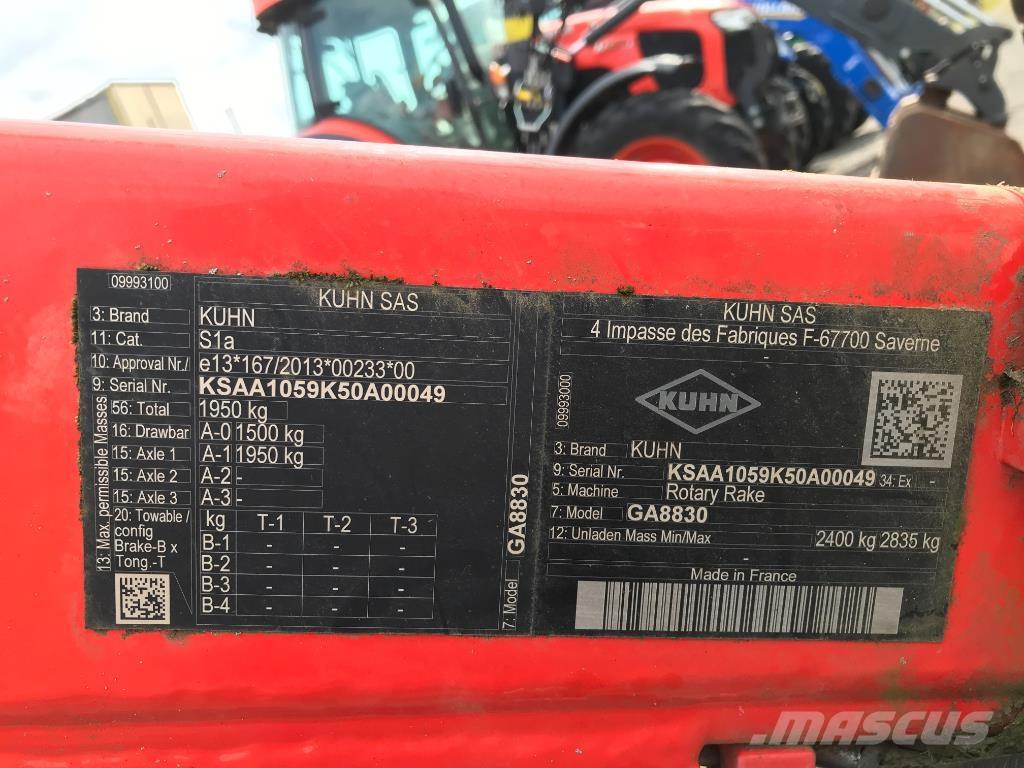 09993100
KUHN SAS
3: Brand KUHN
11: Cat. S1a
10: Approval Nr./ e13*167/2013*00233*00
9: Serial Nr. KSAA1059K50A00049
13: Max. permissible Masses
56: Total 1950 kg
16: Drawbar A-0 1500 kg
15: Axle 1 A-1 1950 kg
15: Axle 2 A-2 -
15: Axle 3 A-3 -
20: Towable / config Brake-B x Tong.-T
kg T-1 T-2 T-3
B-1 - - -
B-2 - - -
B-3 - - -
B-4 - - -
7: Model GA8830
KUHN SAS
4 Impasse des Fabriques F-67700 Saverne
-
09993000
KUHN
3: Brand KUHN
9: Serial Nr. KSAA1059K50A00049 34: Ex -
5: Machine Rotary Rake
7: Model GA8830
12: Unladen Mass Min/Max 2400 kg 2835 kg
Made in France
MASCUS